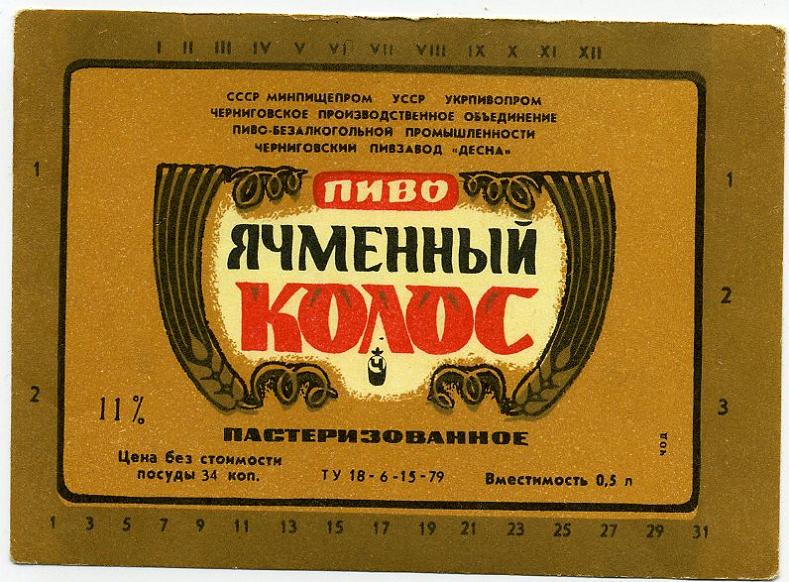 I II III IV V VI VII VIII IX X XI XII
СССР МИНПИЩЕПРОМ УССР УКРПИВОПРОМ
ЧЕРНИГОВСКОЕ ПРОИЗВОДСТВЕННОЕ ОБЪЕДИНЕНИЕ
ПИВО-БЕЗАЛКОГОЛЬНОЙ ПРОМЫШЛЕННОСТИ
ЧЕРНИГОВСКИЙ ПИВЗАВОД «ДЕСНА»
1
1
ПИВО
ЯЧМЕННЫЙ
КОЛОС
2
Ч
2
3
11%
ПАСТЕРИЗОВАННОЕ
ЧОД
Цена без стоимости
посуды 34 коп.
ТУ 18-6-15-79
Вместимость 0,5 л
1 3 5 7 9 11 13 15 17 19 21 23 25 27 29 31